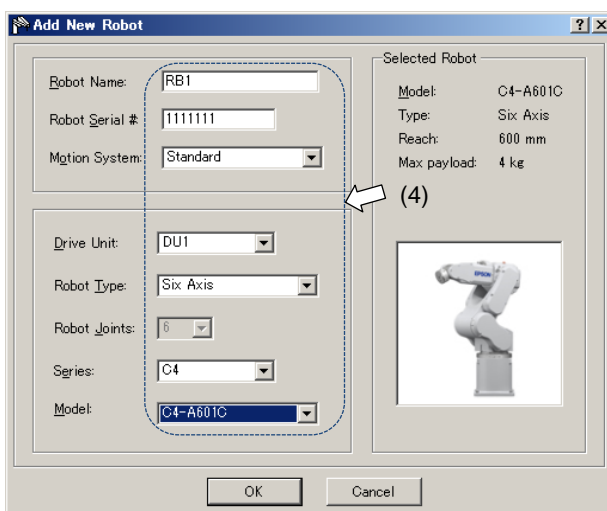 Add New Robot
Robot Name: RB1
Robot Serial # 1111111
Motion System: Standard
Drive Unit: DU1
Robot Type: Six Axis
Robot Joints: 6
Series: C4
Model: C4-A601C
Selected Robot
Model: C4-A601C
Type: Six Axis
Reach: 600 mm
Max payload: 4 kg
(4)
EPSON
OK Cancel